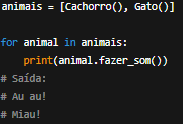 animais = [Cachorro(), Gato()]
for animal in animais:
    print(animal.fazer_som())
# Saída:
# Au au!
# Miau!